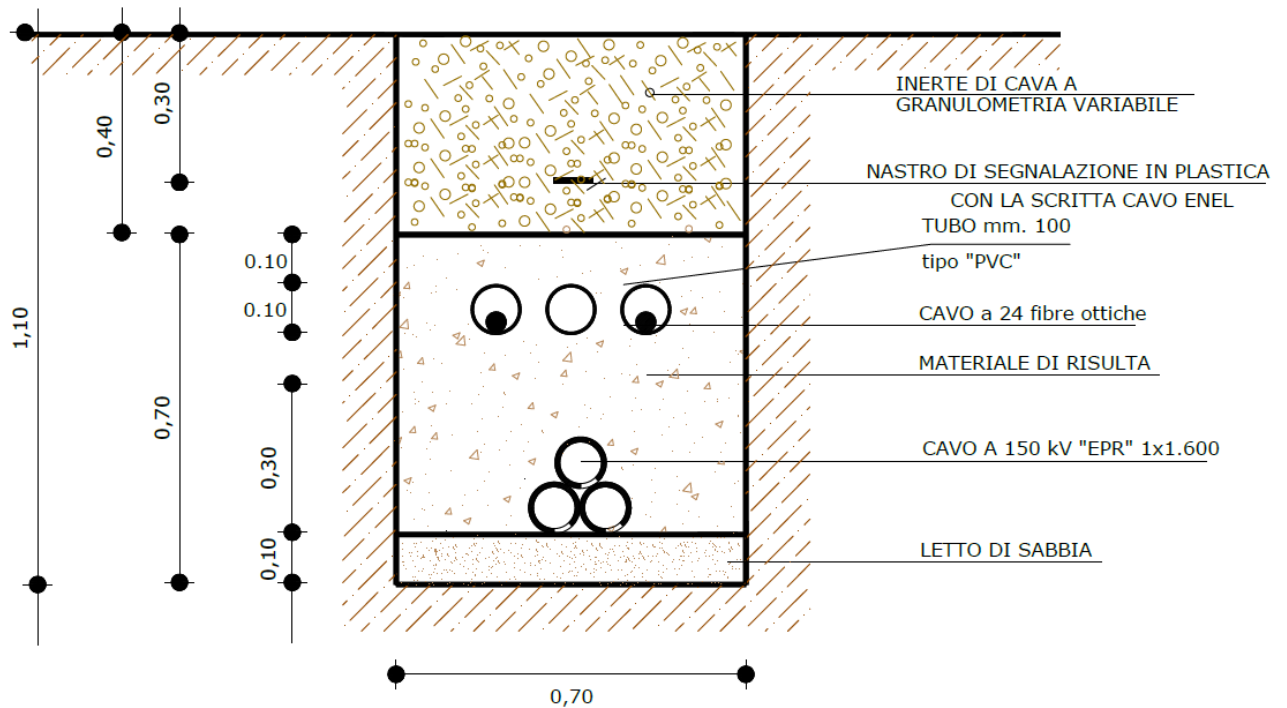 INERTE DI CAVA A
GRANULOMETRIA VARIABILE
NASTRO DI SEGNALAZIONE IN PLASTICA
CON LA SCRITTA CAVO ENEL
TUBO mm. 100
tipo "PVC"
CAVO a 24 fibre ottiche
MATERIALE DI RISULTA
CAVO A 150 kV "EPR" 1x1.600
LETTO DI SABBIA
1,10
0,40
0,30
0,70
0.10
0.10
0,30
0,10
0,70